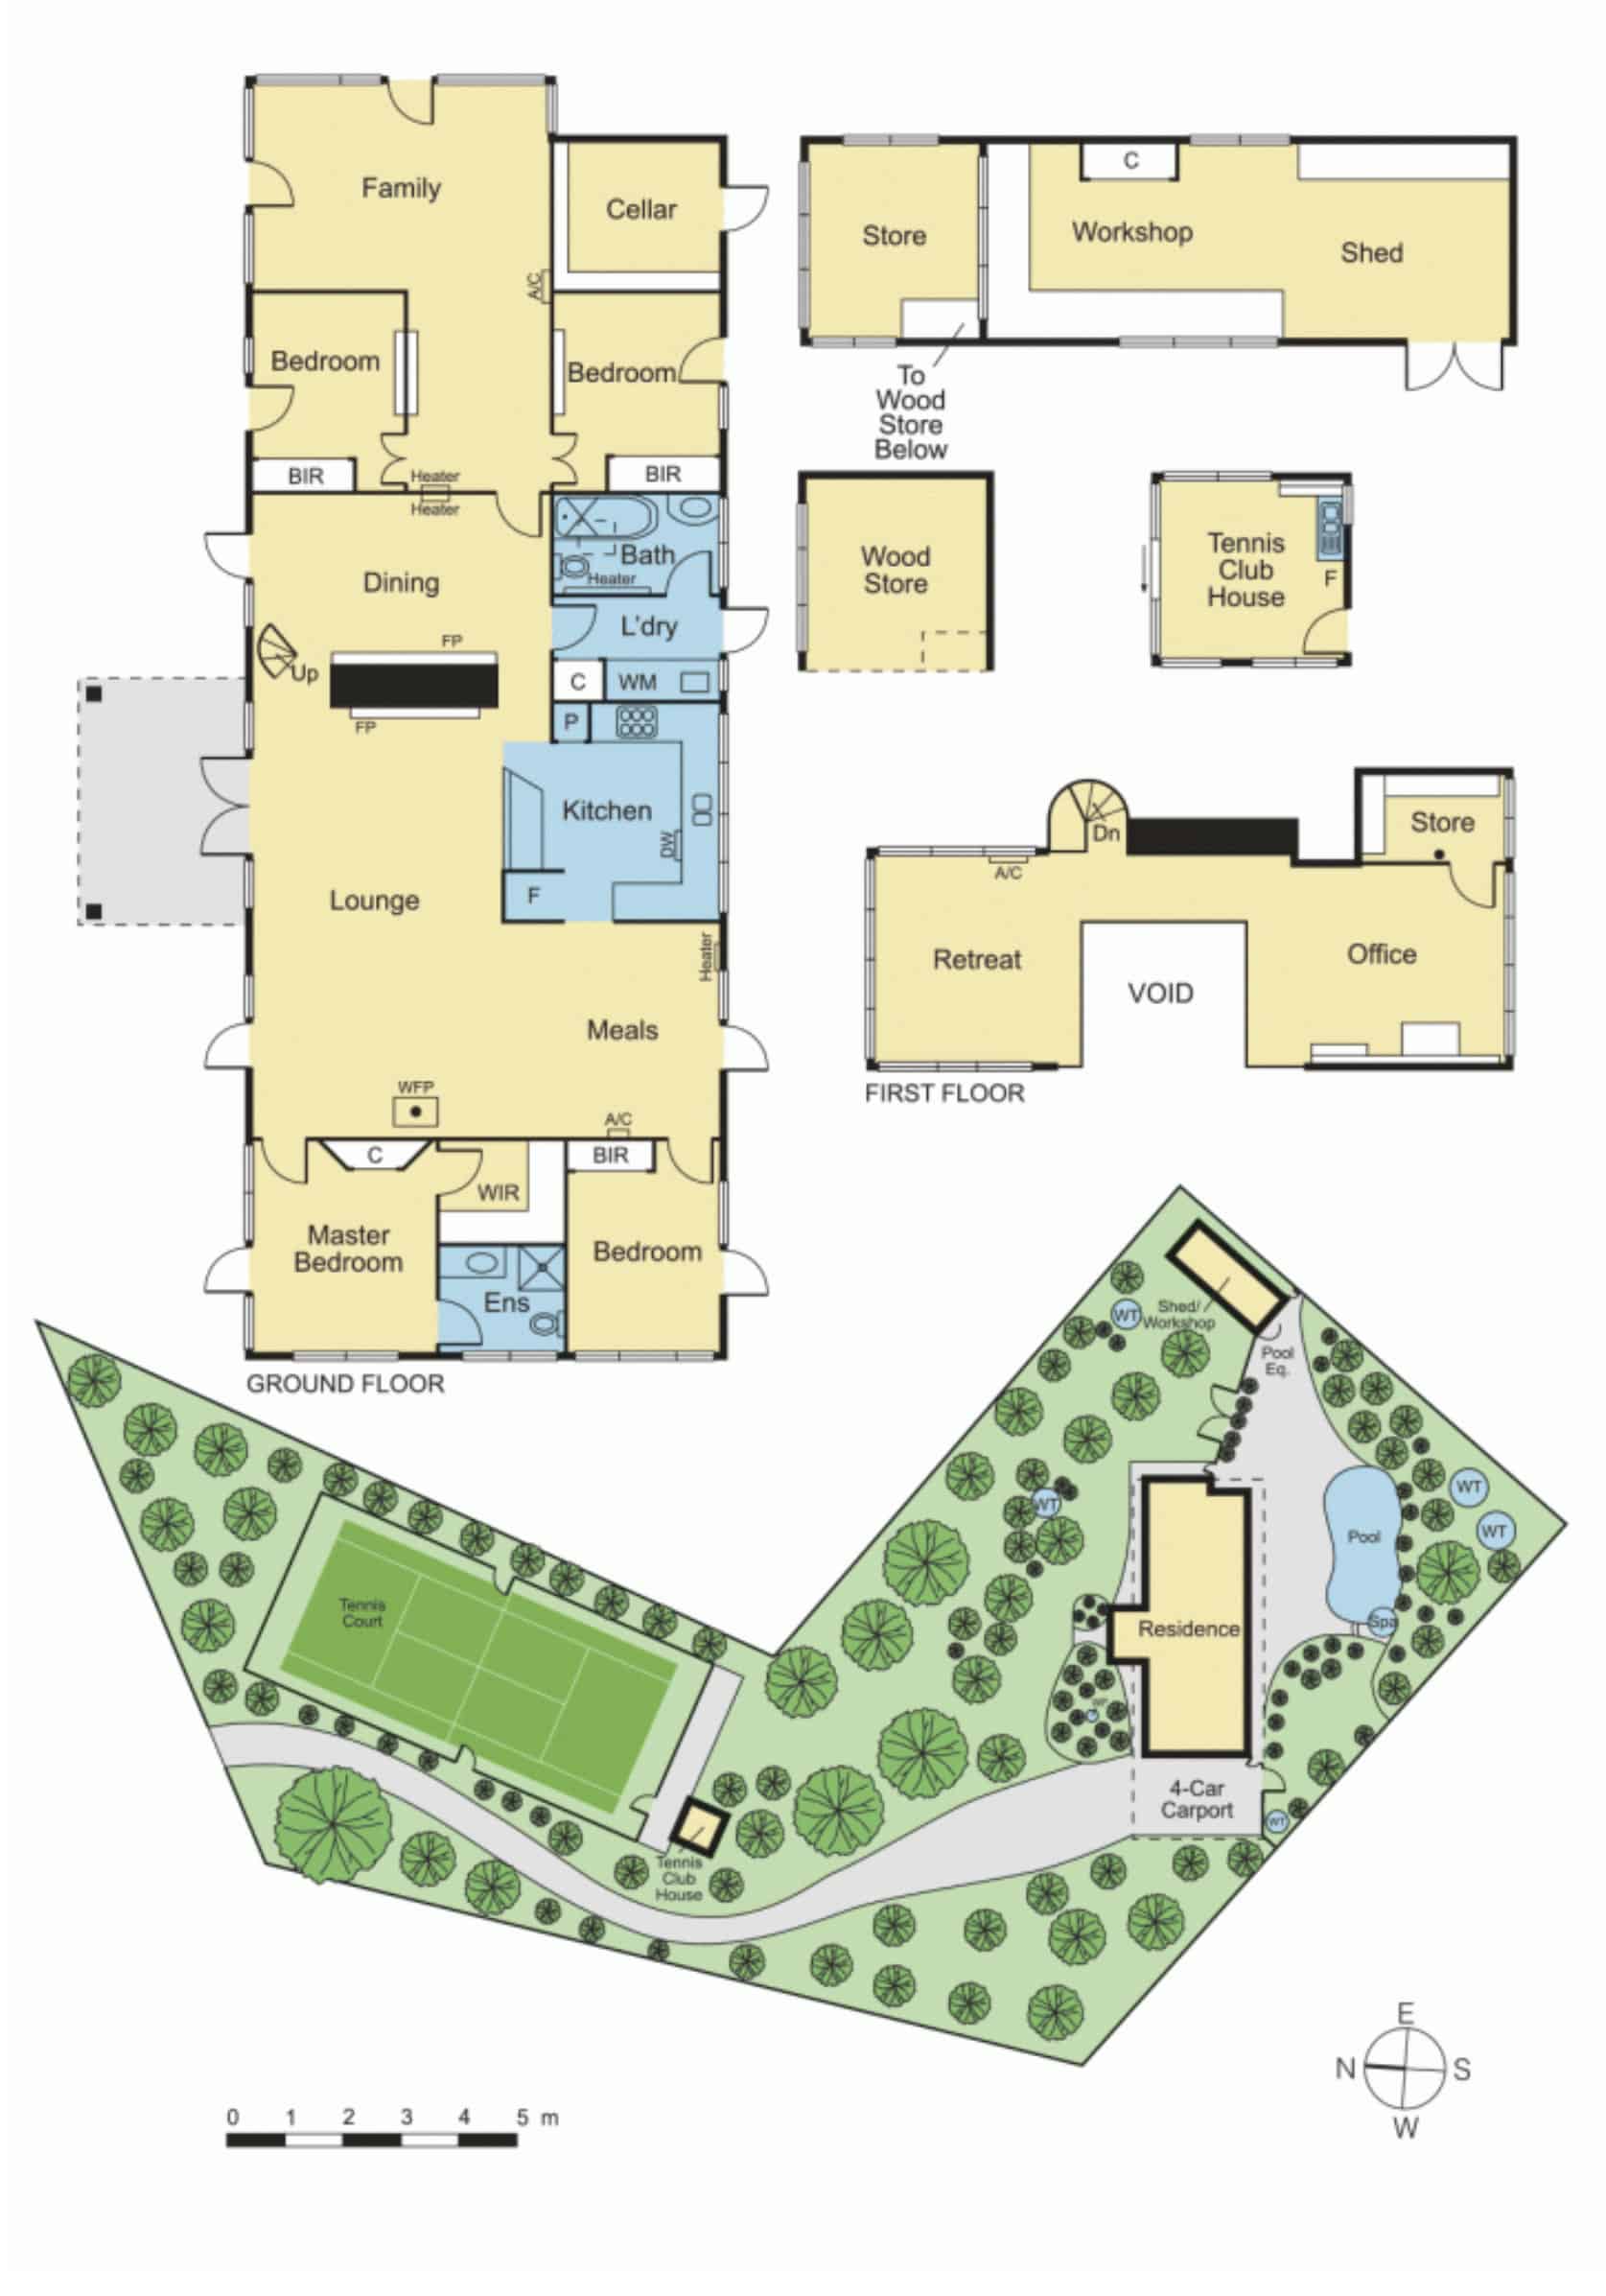 Family
Cellar
A/C
Bedroom
Bedroom
BIR
Heater
Heater
BIR
Bath
Heater
Dining
L'dry
Up
FP
FP
C
WM
P
Kitchen
DW
F
Lounge
Heater
Meals
WFP
A/C
C
BIR
WIR
Master
Bedroom
Ens
Bedroom
GROUND FLOOR
Store
C
Workshop
Shed
To
Wood
Store
Below
Wood
Store
Tennis
Club
House
F
Dn
A/C
Store
Retreat
VOID
Office
FIRST FLOOR
WT
Shed/
Workshop
Pool
Eq.
WT
WT
WT
Pool
Spa
Residence
WF
4-Car
Carport
WT
Tennis
Court
Tennis
Club
House
E
N
S
W
0 1 2 3 4 5 m